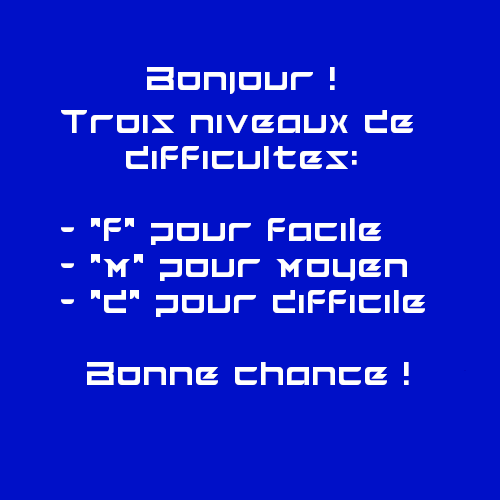 Bonjour !
Trois niveaux de
difficultes:
- "F" pour facile
- "M" pour Moyen
- "d" pour difficile
Bonne chance !